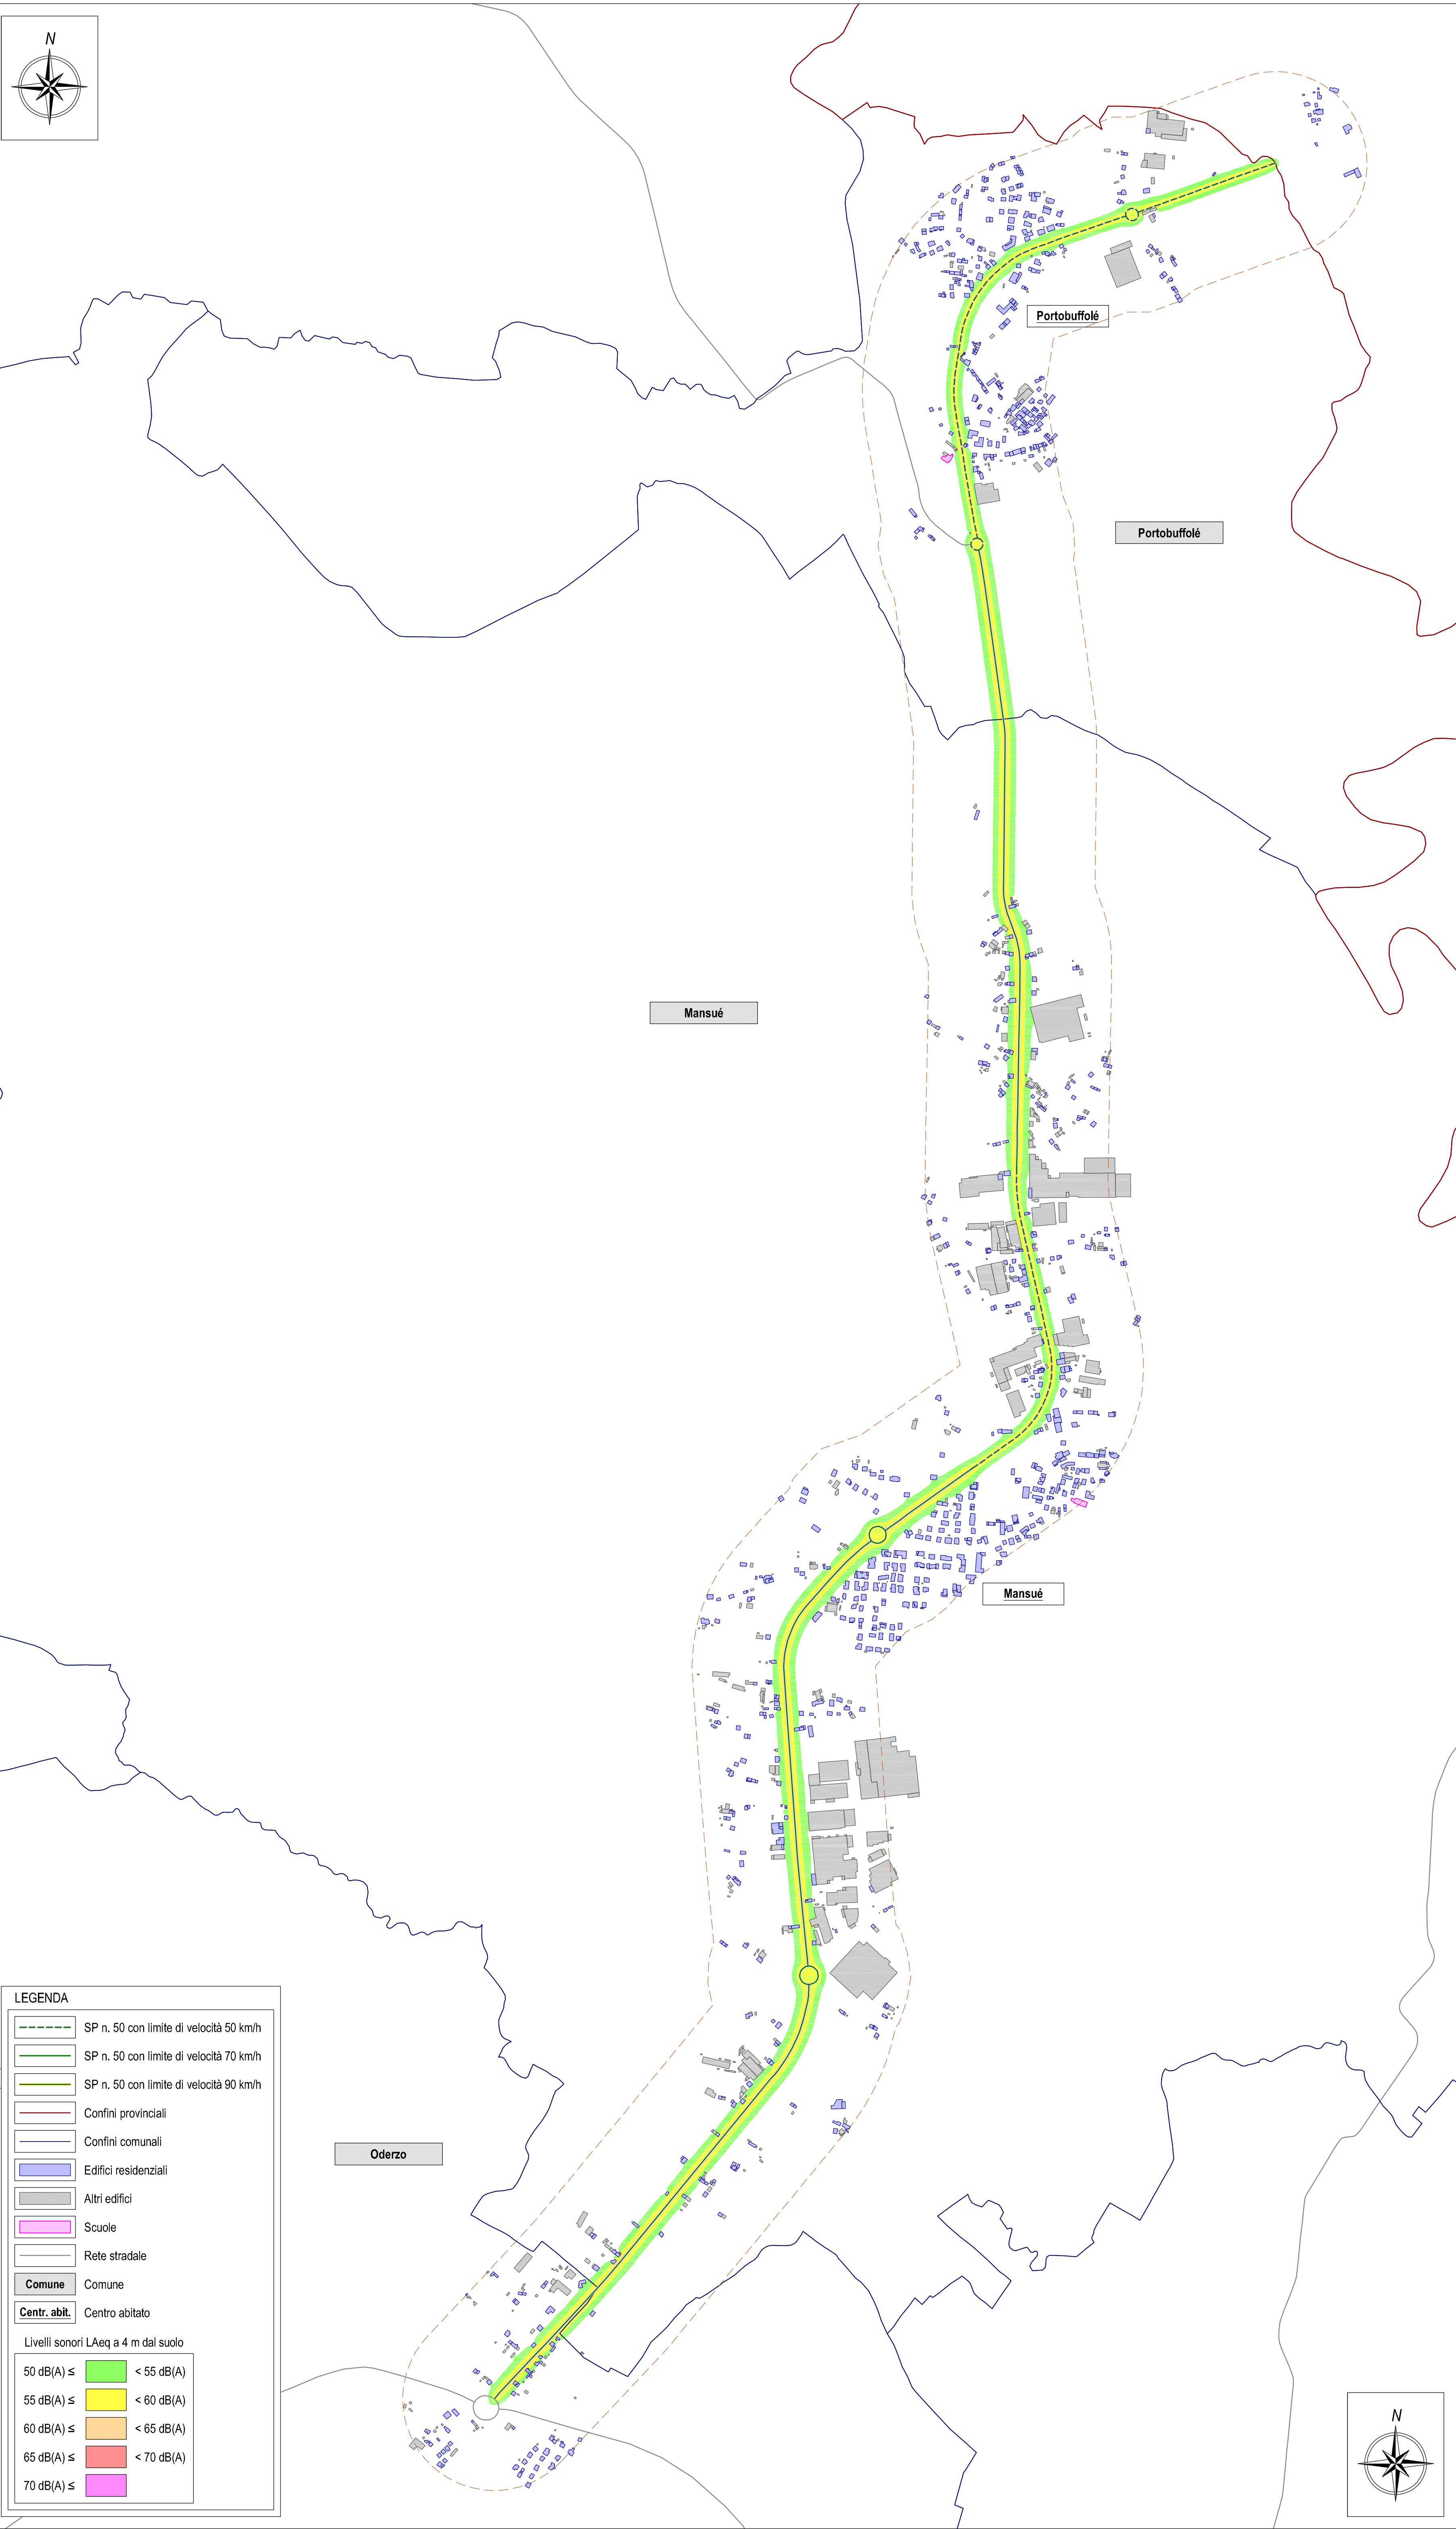 N
Portobuffolé
Portobuffolé
Mansué
Mansué
Oderzo
LEGENDA
SP n. 50 con limite di velocità 50 km/h
SP n. 50 con limite di velocità 70 km/h
SP n. 50 con limite di velocità 90 km/h
Confini provinciali
Confini comunali
Edifici residenziali
Altri edifici
Scuole
Rete stradale
Comune Comune
Centr. abit. Centro abitato
Livelli sonori LAeq a 4 m dal suolo
50 dB(A) ≤ < 55 dB(A)
55 dB(A) ≤ < 60 dB(A)
60 dB(A) ≤ < 65 dB(A)
65 dB(A) ≤ < 70 dB(A)
70 dB(A) ≤
N